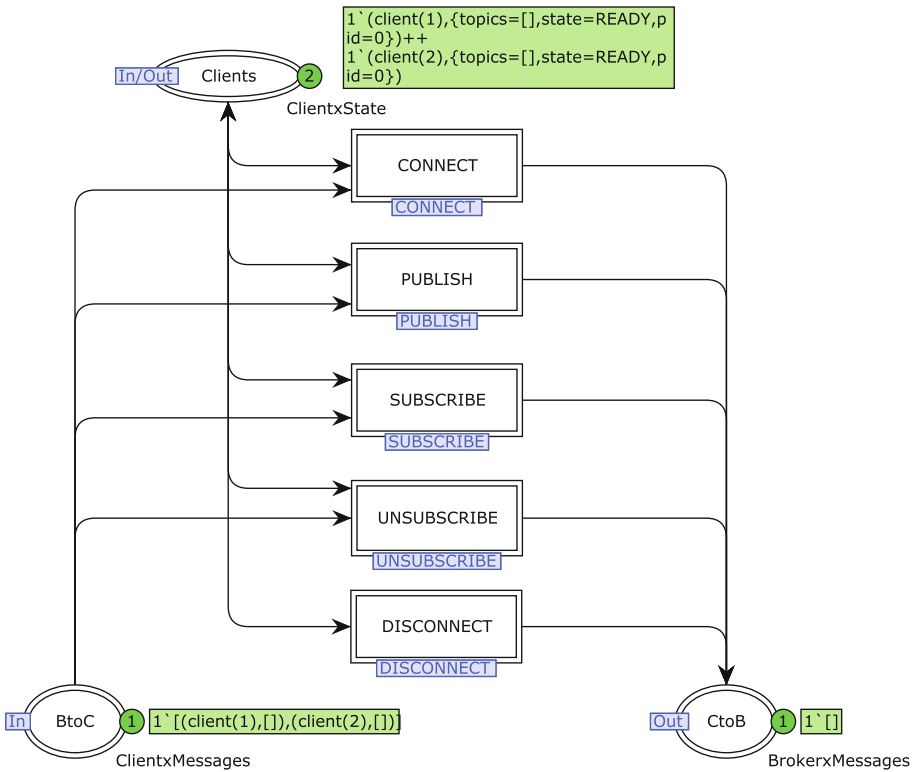 1`(client(1),{topics=[],state=READY,p
id=0})++
1`(client(2),{topics=[],state=READY,p
id=0})
In/Out
Clients
2
ClientxState
CONNECT
CONNECT
PUBLISH
PUBLISH
SUBSCRIBE
SUBSCRIBE
UNSUBSCRIBE
UNSUBSCRIBE
DISCONNECT
DISCONNECT
In
BtoC
1
1`[(client(1),[]),(client(2),[])]
ClientxMessages
Out
CtoB
1
1`[]
BrokerxMessages